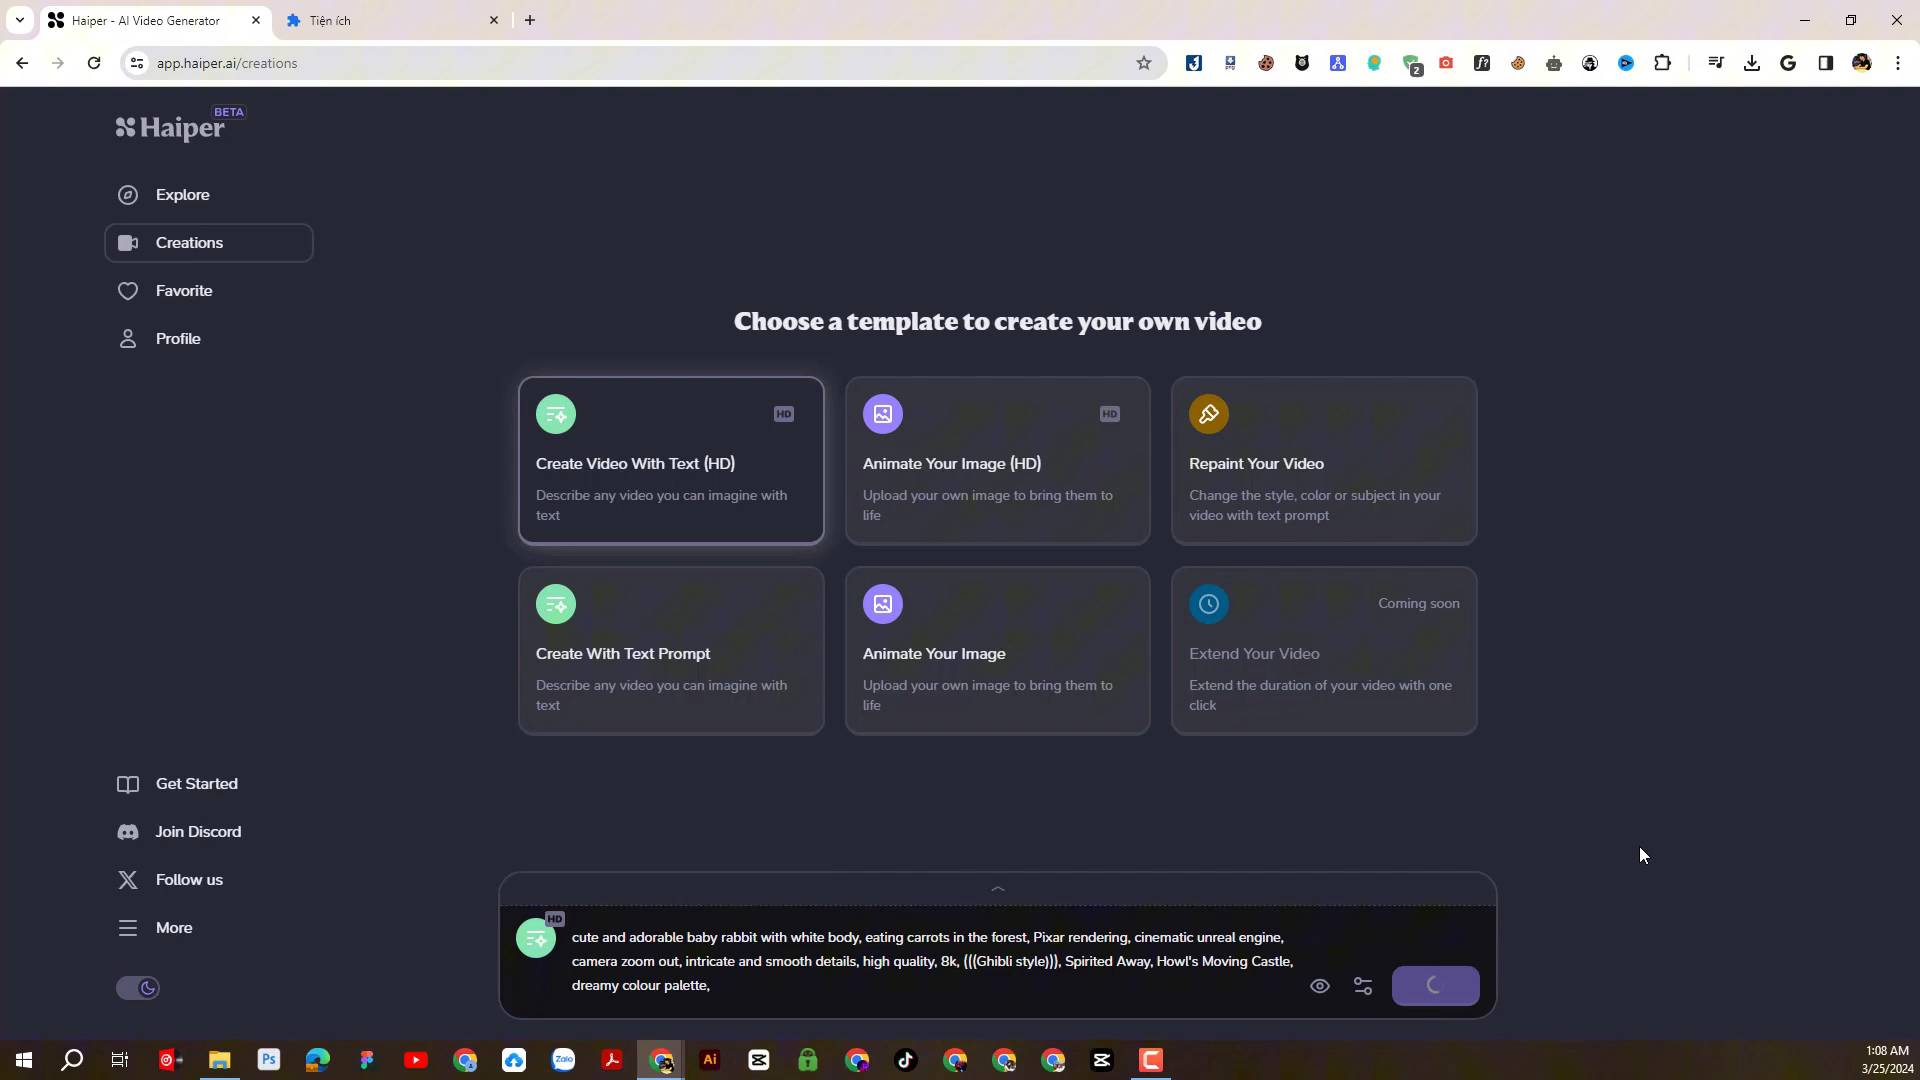 Haiper - AI Video Generator
Tiện ích
app.haiper.ai/creations
2
Haiper
BETA
Explore
Creations
Favorite
Profile
Choose a template to create your own video
HD
Create Video With Text (HD)
Describe any video you can imagine with
text
HD
Animate Your Image (HD)
Upload your own image to bring them to
life
Repaint Your Video
Change the style, color or subject in your
video with text prompt
Create With Text Prompt
Describe any video you can imagine with
text
Animate Your Image
Upload your own image to bring them to
life
Coming soon
Extend Your Video
Extend the duration of your video with one
click
Get Started
Join Discord
Follow us
More
HD
cute and adorable baby rabbit with white body, eating carrots in the forest, Pixar rendering, cinematic unreal engine,
camera zoom out, intricate and smooth details, high quality, 8k, (((Ghibli style))), Spirited Away, Howl's Moving Castle,
dreamy colour palette,
Ps
Zalo
Ai
1:08 AM
3/25/2024